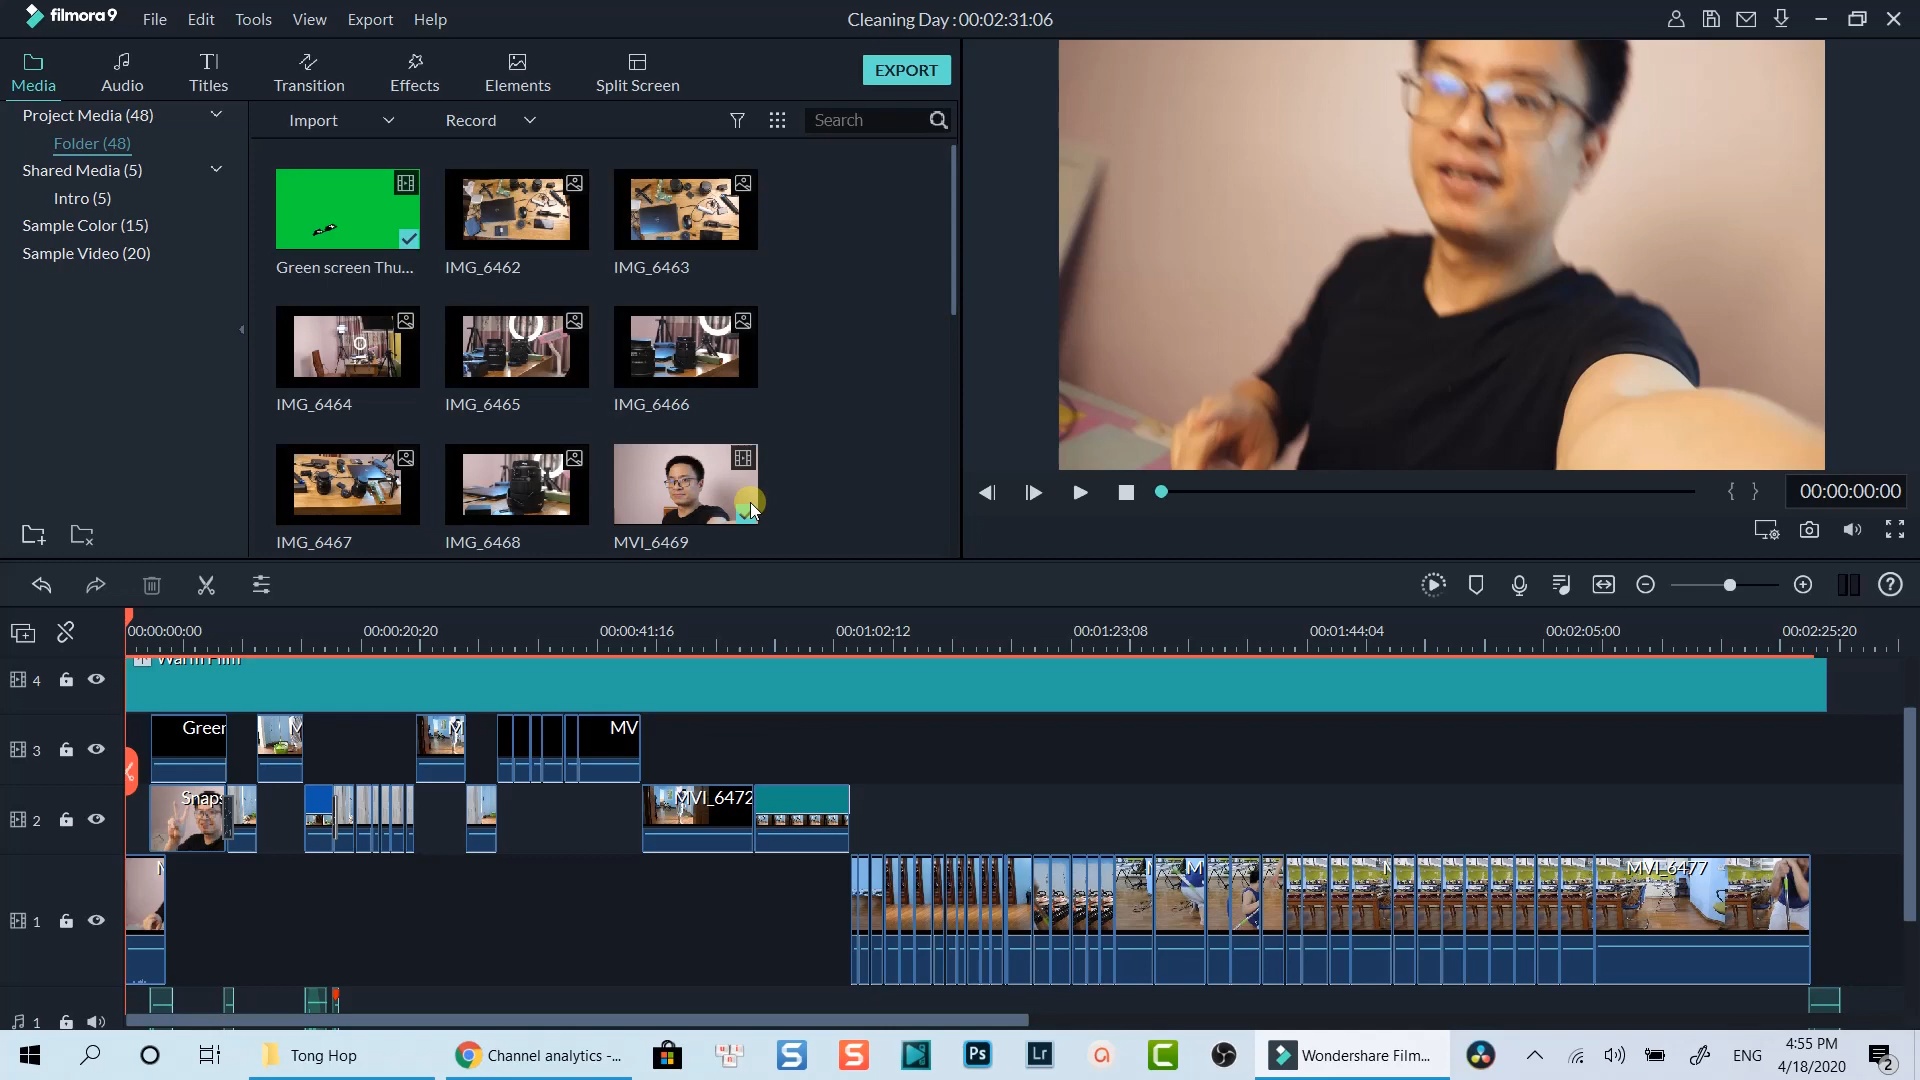 filmora9
File Edit Tools View Export Help
Cleaning Day : 00:02:31:06
Media Audio Titles Transition Effects Elements Split Screen
EXPORT
Project Media (48)
Folder (48)
Shared Media (5)
Intro (5)
Sample Color (15)
Sample Video (20)
Import Record Search
Green screen Thu... IMG_6462 IMG_6463
IMG_6464 IMG_6465 IMG_6466
IMG_6467 IMG_6468 MVI_6469
00:00:00:00
00:00:00:00 00:00:20:20 00:00:41:16 00:01:02:12 00:01:23:08 00:01:44:04 00:02:05:00 00:02:25:20
Warm Film
4
3 Green M M MV
2 Snaps MVI_6472
1 M M M M MVI_6477
1
Tong Hop
Channel analytics -...
Ps
Lr
Wondershare Film...
ENG
4:55 PM
4/18/2020
2